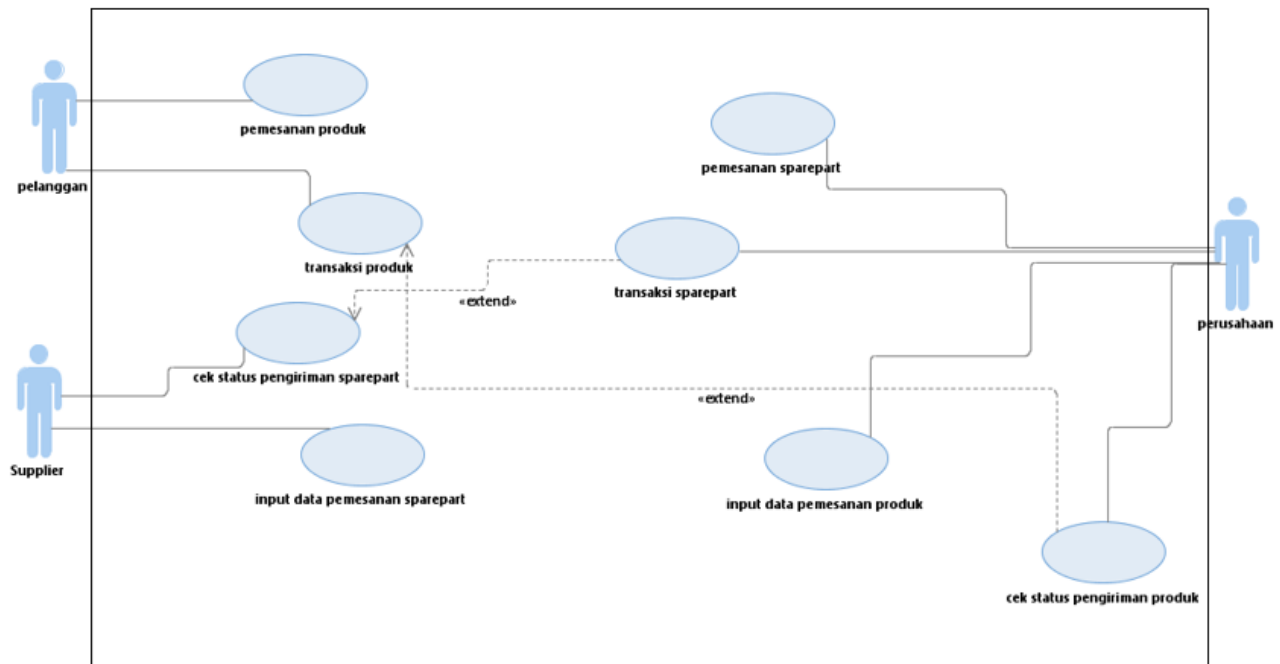 pemesanan produk
pemesanan sparepart
pelanggan
transaksi produk
transaksi sparepart
«extend»
perusahaan
cek status pengiriman sparepart
«extend»
Supplier
input data pemesanan sparepart
input data pemesanan produk
cek status pengiriman produk